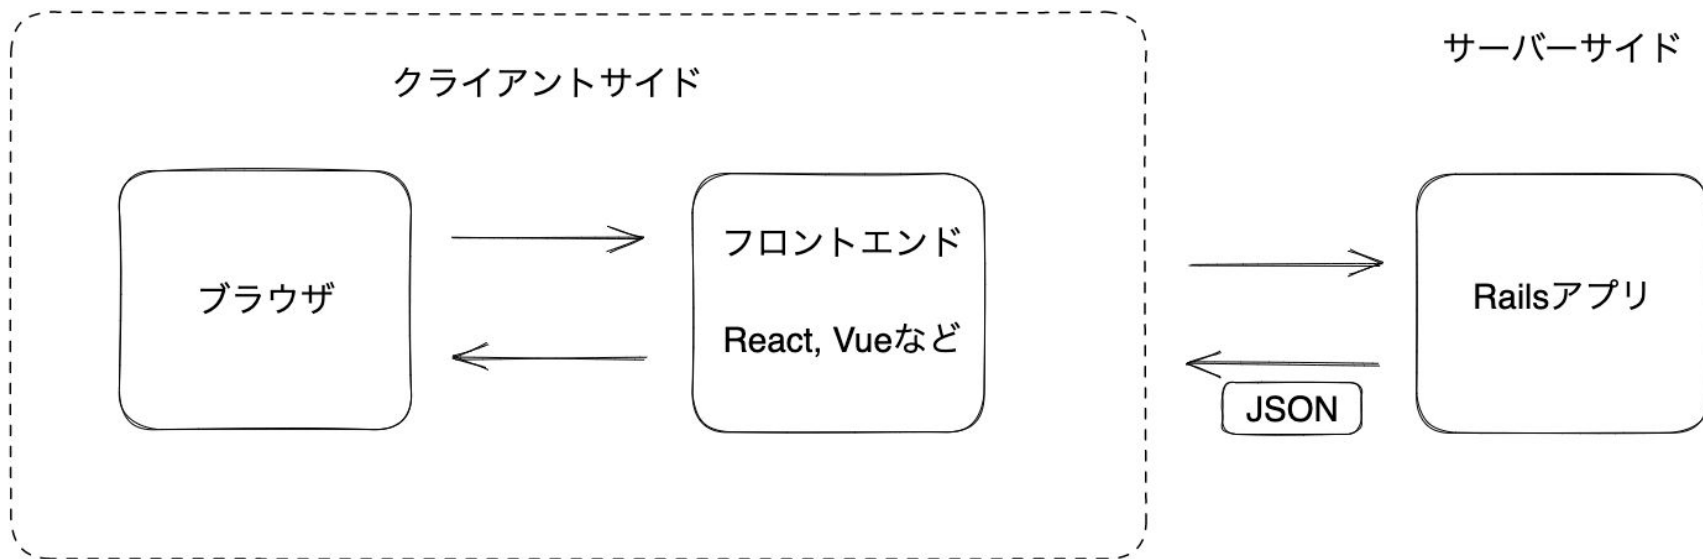 クライアントサイド
サーバーサイド
ブラウザ
フロントエンド
React, Vueなど
Railsアプリ
JSON